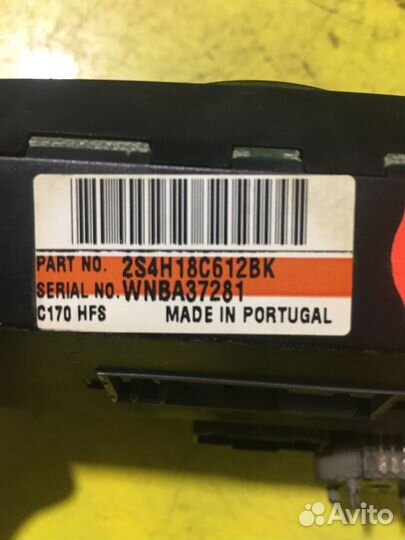 PART NO. 2S4H18C612BK
SERIAL NO. WNBA37281
C170 HFS MADE IN PORTUGAL
Avito